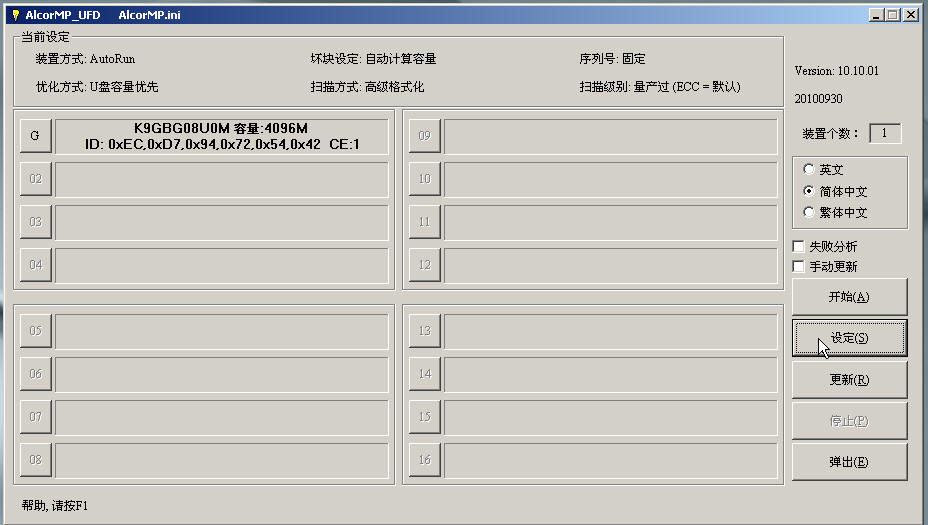 AlcorMP_UFD AlcorMP.ini
当前设定
装置方式: AutoRun 坏块设定: 自动计算容量 序列号: 固定
优化方式: U盘容量优先 扫描方式: 高级格式化 扫描级别: 量产过 (ECC = 默认)
Version: 10.10.01
20100930
装置个数： 1
G K9GBG08U0M 容量:4096M
ID: 0xEC,0xD7,0x94,0x72,0x54,0x42 CE:1
02
03
04
09
10
11
12
05
06
07
08
13
14
15
16
英文
简体中文
繁体中文
失败分析
手动更新
开始(A)
设定(S)
更新(R)
停止(P)
弹出(E)
帮助, 请按F1